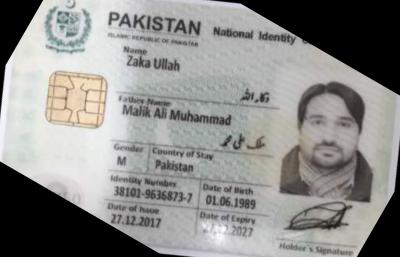 PAKISTAN National Identity
ISLAMIC REPUBLIC OF PAKISTAN
Name
Zaka Ullah
ذکاء اللہ
Father Name
Malik Ali Muhammad
ملک علی محمد
Gender Country of Stay
M Pakistan
Identity Number Date of Birth
38101-9636873-7 01.06.1989
Date of Issue Date of Expiry
27.12.2017 27.12.2027
Holder's Signature